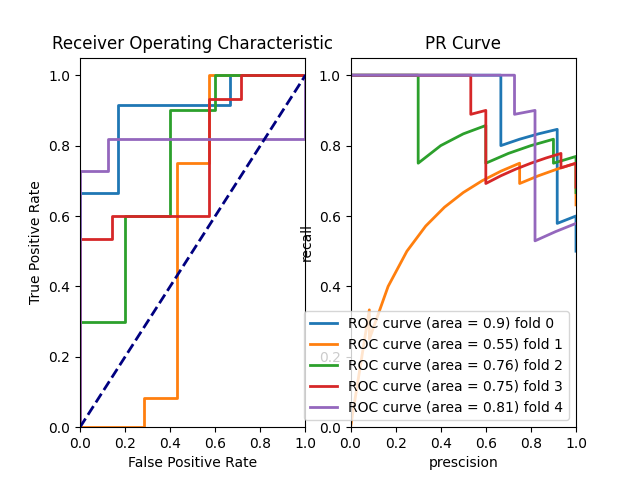 Receiver Operating Characteristic
PR Curve
1.0
0.8
0.6
0.4
0.2
0.0
True Positive Rate
0.0 0.2 0.4 0.6 0.8 1.0
False Positive Rate
1.0
0.8
0.6
0.4
0.2
0.0
recall
0.0 0.2 0.4 0.6 0.8 1.0
prescision
ROC curve (area = 0.9) fold 0
ROC curve (area = 0.55) fold 1
ROC curve (area = 0.76) fold 2
ROC curve (area = 0.75) fold 3
ROC curve (area = 0.81) fold 4